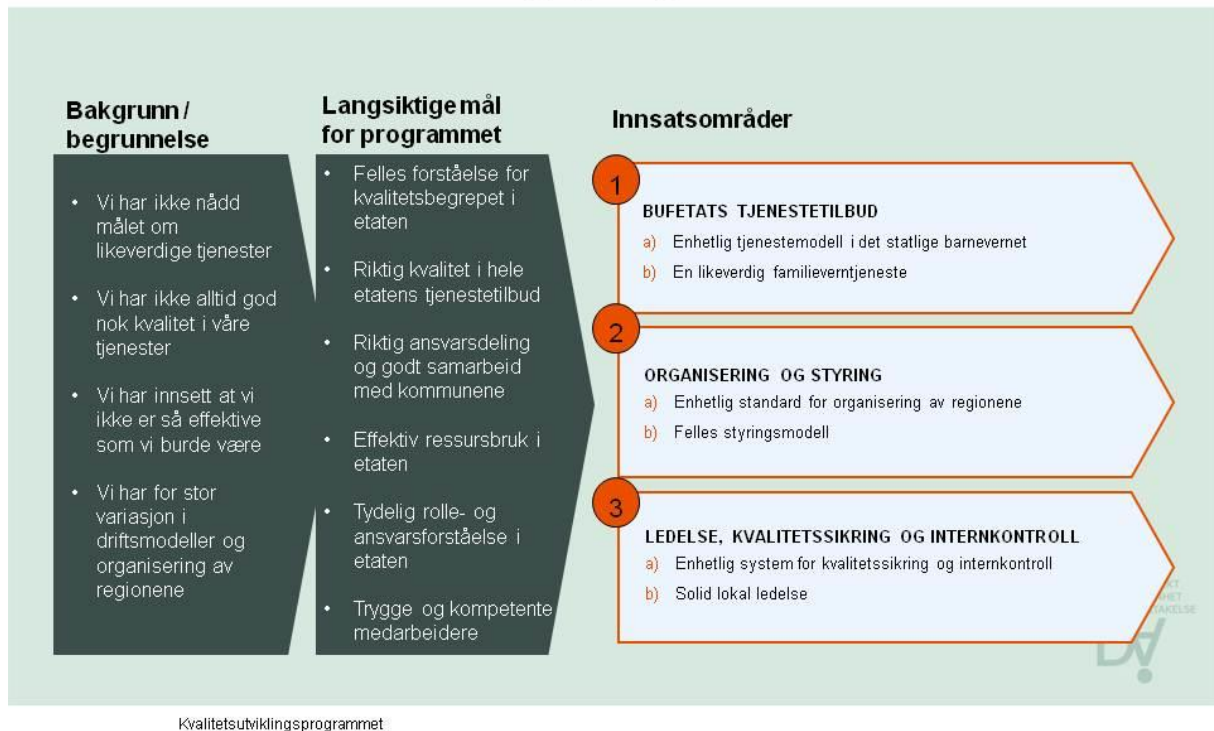 Bakgrunn /
begrunnelse
• Vi har ikke nådd
målet om
likeverdige tjenester
• Vi har ikke alltid god
nok kvalitet i våre
tjenester
• Vi har innsett at vi
ikke er så effektive
som vi burde være
• Vi har for stor
variasjon i
driftsmodeller og
organisering av
regionene
Langsiktige mål
for programmet
• Felles forståelse for
kvalitetsbegrepet i
etaten
• Riktig kvalitet i hele
etatens tjenestetilbud
• Riktig ansvarsdeling
og godt samarbeid
med kommunene
• Effektiv ressursbruk i
etaten
• Tydelig rolle- og
ansvarsforståelse i
etaten
• Trygge og kompetente
medarbeidere
Innsatsområder
1
BUFETATS TJENESTETILBUD
a) Enhetlig tjenestemodell i det statlige barnevernet
b) En likeverdig familieverntjeneste
2
ORGANISERING OG STYRING
a) Enhetlig standard for organisering av regionene
b) Felles styringsmodell
3
LEDELSE, KVALITETSSIKRING OG INTERNKONTROLL
a) Enhetlig system for kvalitetssikring og internkontroll
b) Solid lokal ledelse
Kvalitetsutviklingsprogrammet